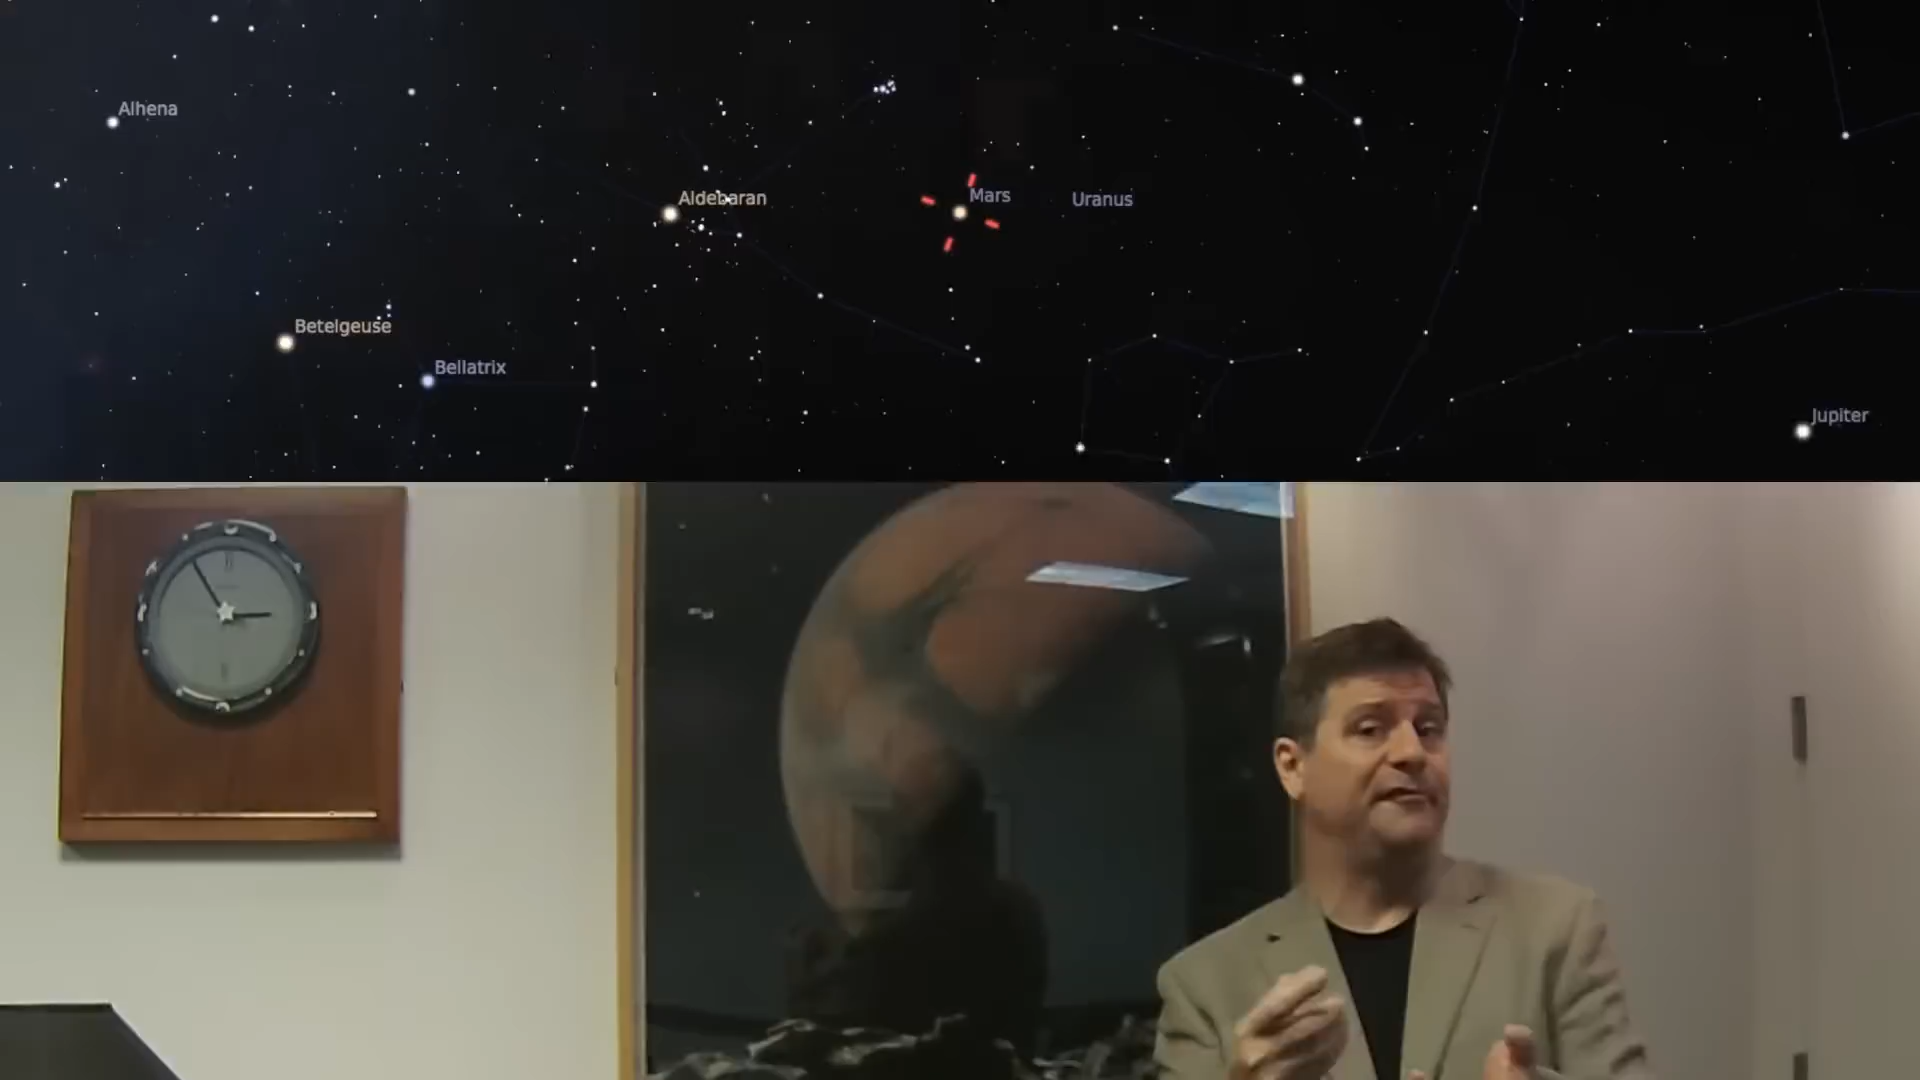 Alhena
Aldebaran
Mars
Uranus
Betelgeuse
Bellatrix
Jupiter